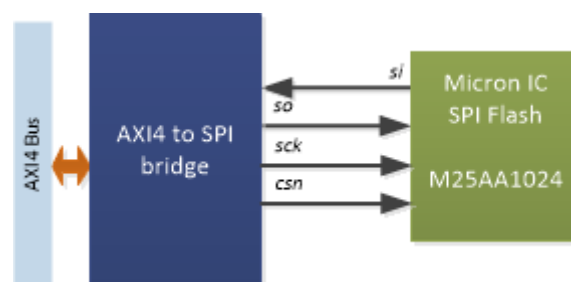 AXI4 Bus
AXI4 to SPI
bridge
si
so
sck
csn
Micron IC
SPI Flash
M25AA1024